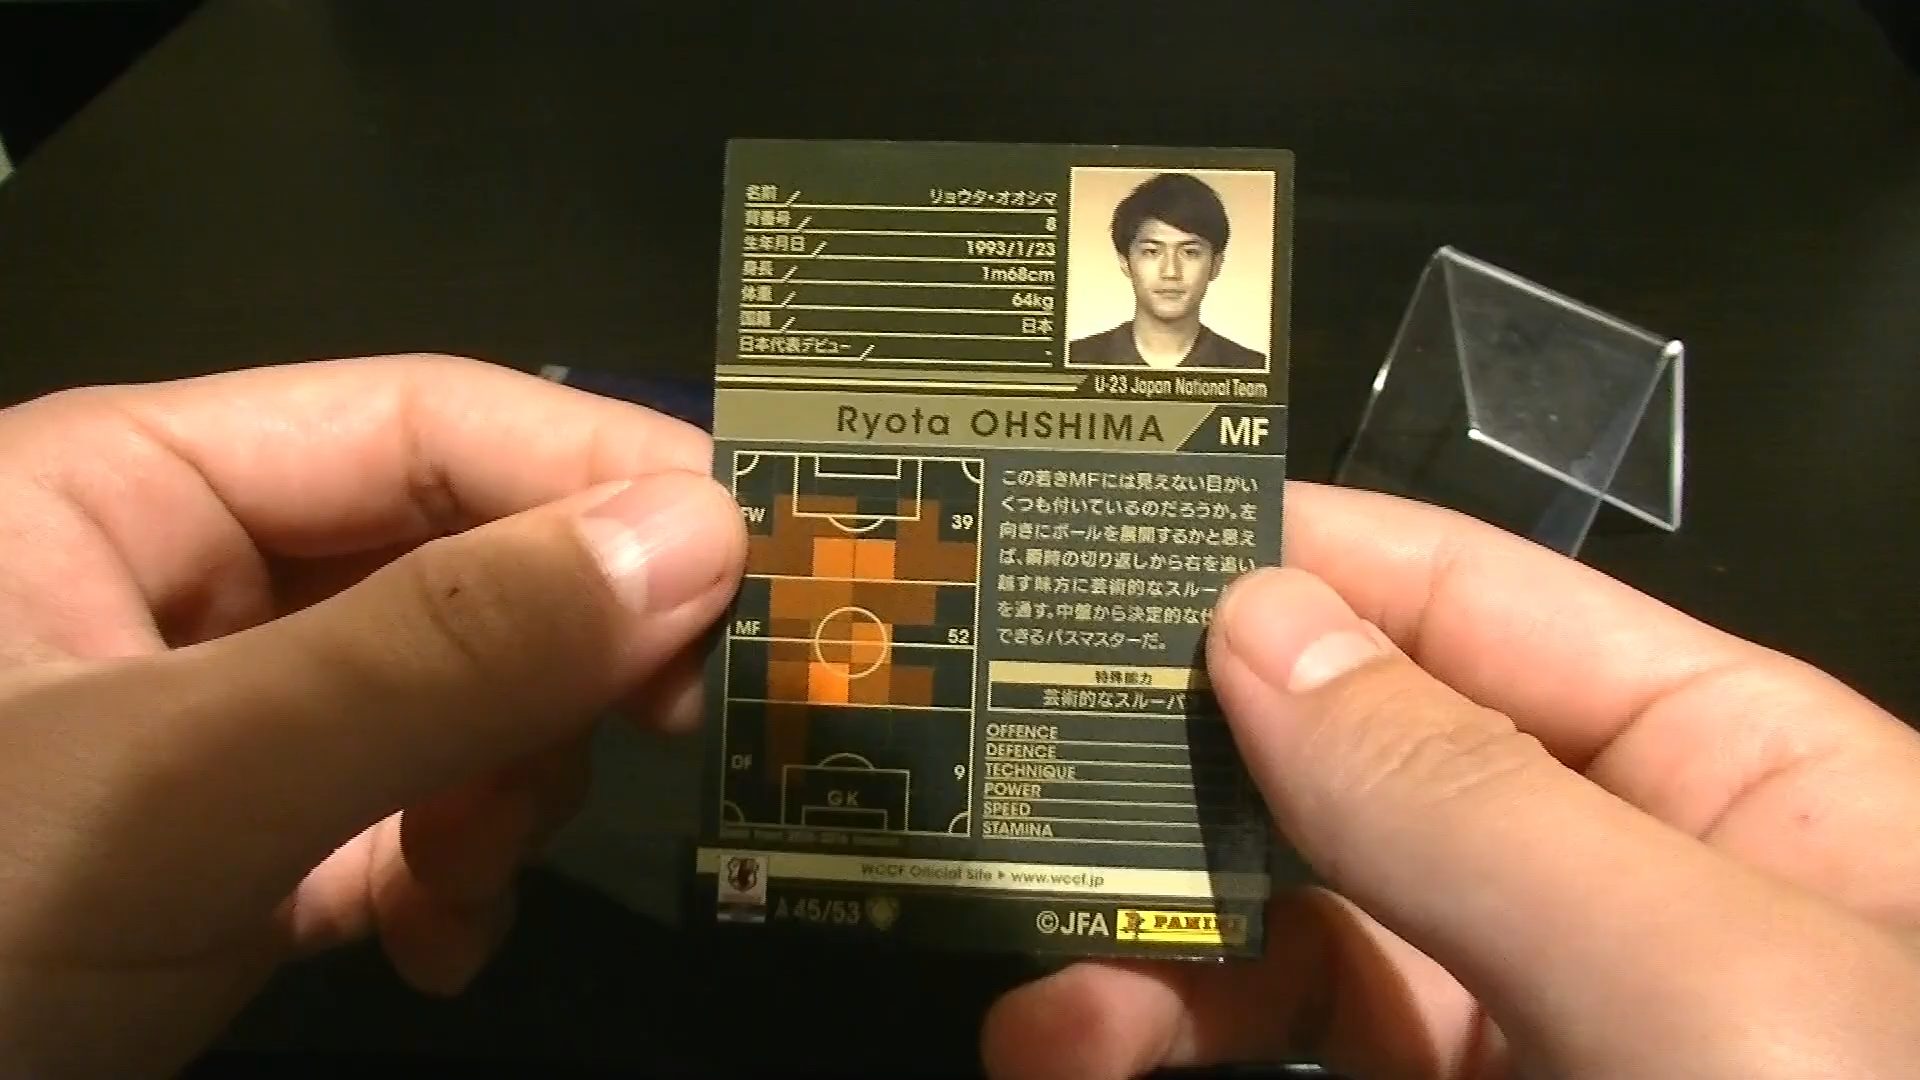 名前 リョウタ・オオシマ
背番号 8
生年月日 1993/1/23
身長 1m68cm
体重 64kg
国籍 日本
日本代表デビュー -
U-23 Japan National Team
Ryota OHSHIMA MF
FW 39
MF 52
DF 9
GK
この若きMFには見えない目がい
くつも付いているのだろうか。左
向きにボールを展開するかと思え
ば、瞬時の切り返しから右を追い
越す味方に芸術的なスルー
を通す。中盤から決定的な仕
できるパスマスターだ。
特殊能力
芸術的なスルーパ
OFFENCE
DEFENCE
TECHNIQUE
POWER
SPEED
STAMINA
WCCF Official Site ▶ www.wccf.jp
A 45/53
©JFA PANINI